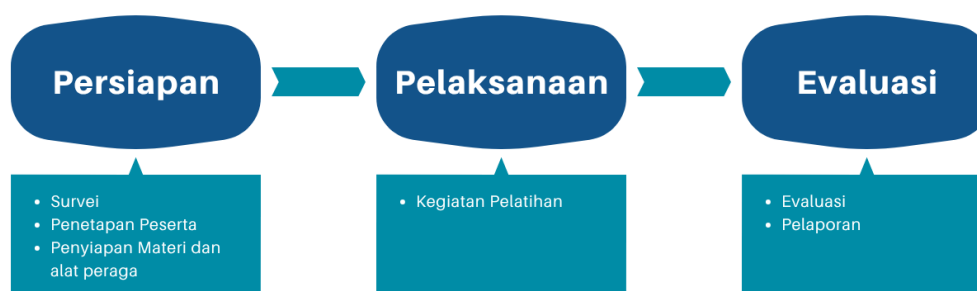 Persiapan
Pelaksanaan
Evaluasi
• Survei
• Penetapan Peserta
• Penyiapan Materi dan
alat peraga
• Kegiatan Pelatihan
• Evaluasi
• Pelaporan